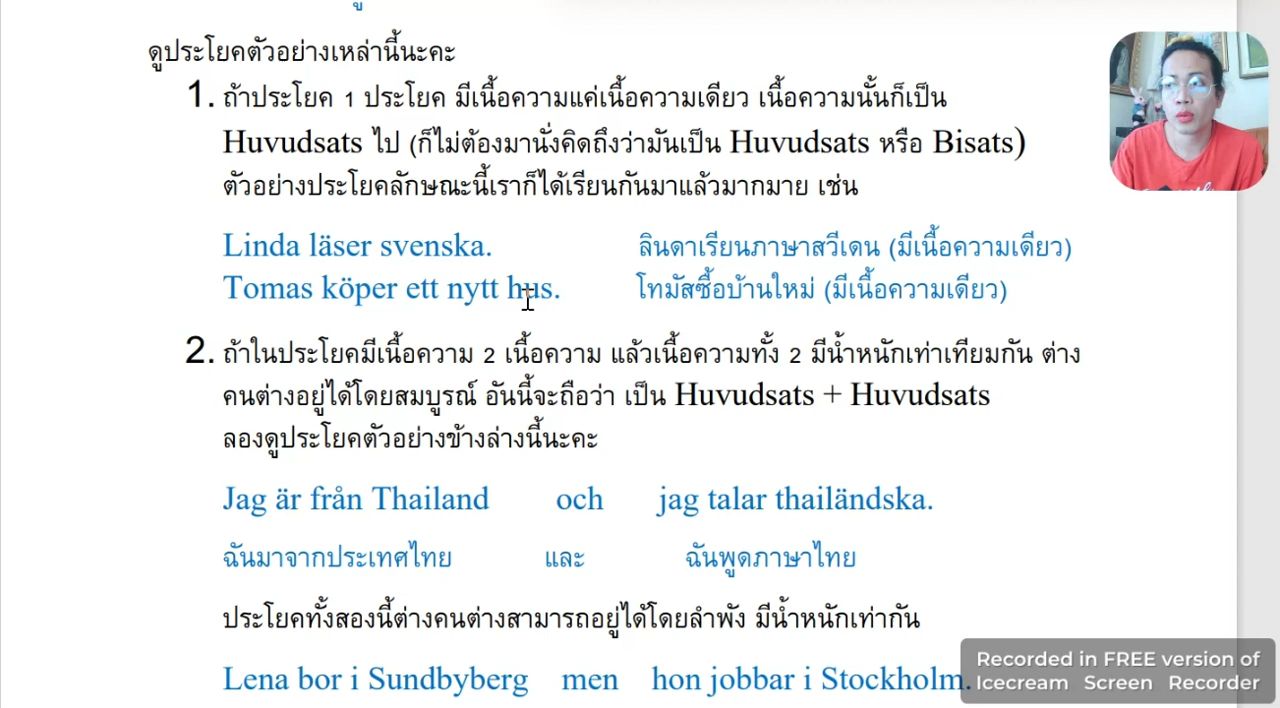 ดูประโยคตัวอย่างเหล่านี้นะคะ
1. ถ้าประโยค 1 ประโยค มีเนื้อความแค่เนื้อความเดียว เนื้อความนั้นก็เป็น
Huvudsats ไป (ก็ไม่ต้องมานั่งคิดถึงว่ามันเป็น Huvudsats หรือ Bisats)
ตัวอย่างประโยคลักษณะนี้เราก็ได้เรียนกันมาแล้วมากมาย เช่น
Linda läser svenska. ลินดาเรียนภาษาสวีเดน (มีเนื้อความเดียว)
Tomas köper ett nytt hus. โทมัสซื้อบ้านใหม่ (มีเนื้อความเดียว)
2. ถ้าในประโยคมีเนื้อความ 2 เนื้อความ แล้วเนื้อความทั้ง 2 มีน้ำหนักเท่าเทียมกัน ต่าง
คนต่างอยู่ได้โดยสมบูรณ์ อันนี้จะถือว่า เป็น Huvudsats + Huvudsats
ลองดูประโยคตัวอย่างข้างล่างนี้นะคะ
Jag är från Thailand och jag talar thailändska.
ฉันมาจากประเทศไทย และ ฉันพูดภาษาไทย
ประโยคทั้งสองนี้ต่างคนต่างสามารถอยู่ได้โดยลำพัง มีน้ำหนักเท่ากัน
Lena bor i Sundbyberg men hon jobbar i Stockholm.
Recorded in FREE version of
Icecream Screen Recorder